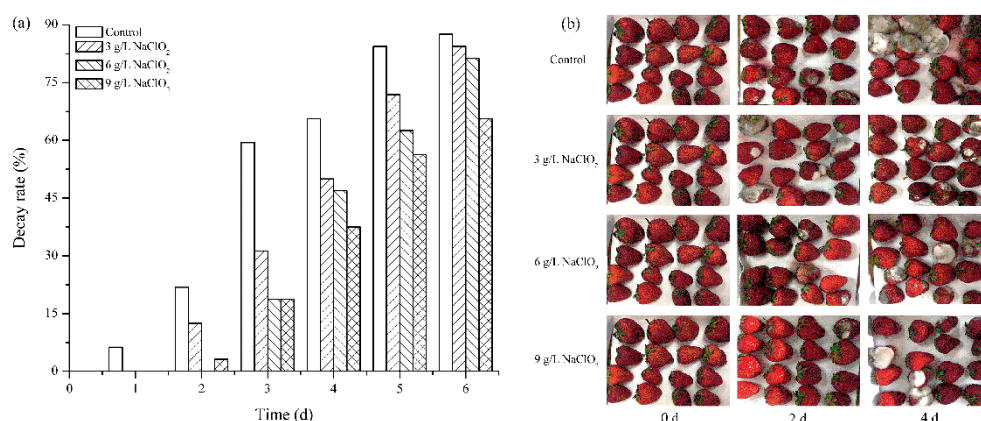 (a)
90
75
60
45
30
15
0
Decay rate (%)
Control
3 g/L NaClO₂
6 g/L NaClO₂
9 g/L NaClO₂
0 1 2 3 4 5 6
Time (d)
(b)
Control
3 g/L NaClO₂
6 g/L NaClO₂
9 g/L NaClO₂
0 d 2 d 4 d